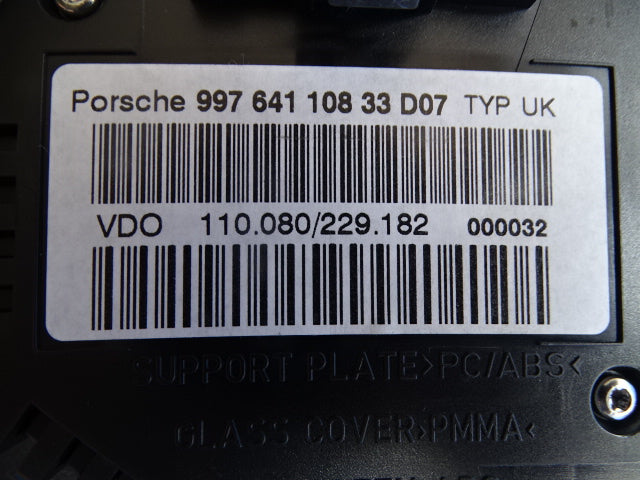 Porsche 997 641 108 33 D07 TYP UK
VDO 110.080/229.182 000032
SUPPORT PLATE>PC/ABS<
GLASS COVER>PMMA<